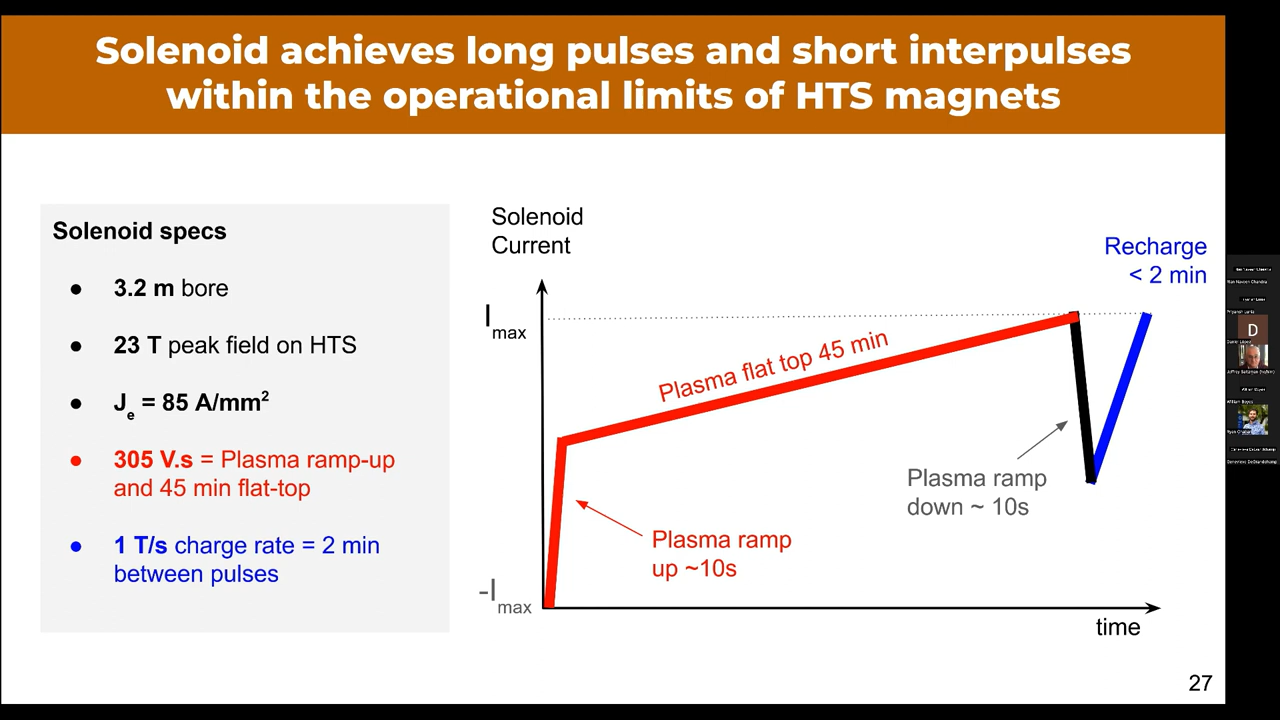 Solenoid achieves long pulses and short interpulses
within the operational limits of HTS magnets
Solenoid specs
● 3.2 m bore
● 23 T peak field on HTS
● Je = 85 A/mm²
● 305 V.s = Plasma ramp-up
and 45 min flat-top
● 1 T/s charge rate = 2 min
between pulses
Solenoid
Current
Imax
-Imax
Plasma flat top 45 min
Plasma ramp
up ~10s
Plasma ramp
down ~ 10s
Recharge
< 2 min
time
27
D